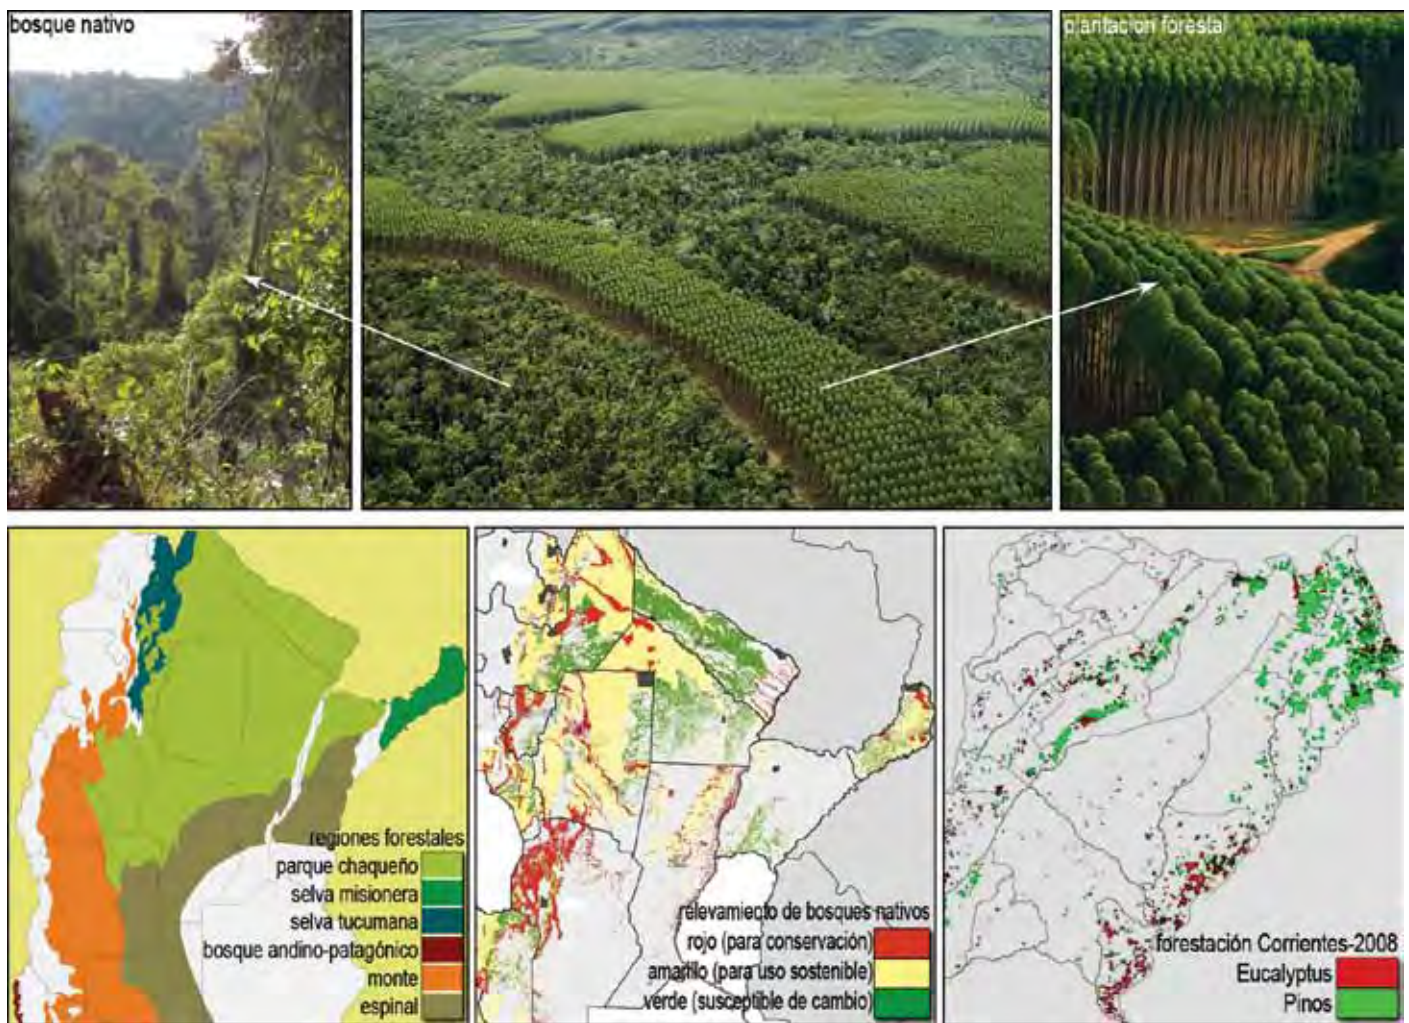 bosque nativo
plantación forestal
regiones forestales
parque chaqueño
selva misionera
selva tucumana
bosque andino-patagónico
monte
espinal
relevamiento de bosques nativos
rojo (para conservación)
amarillo (para uso sostenible)
verde (susceptible de cambio)
forestación Corrientes-2008
Eucalyptus
Pinos